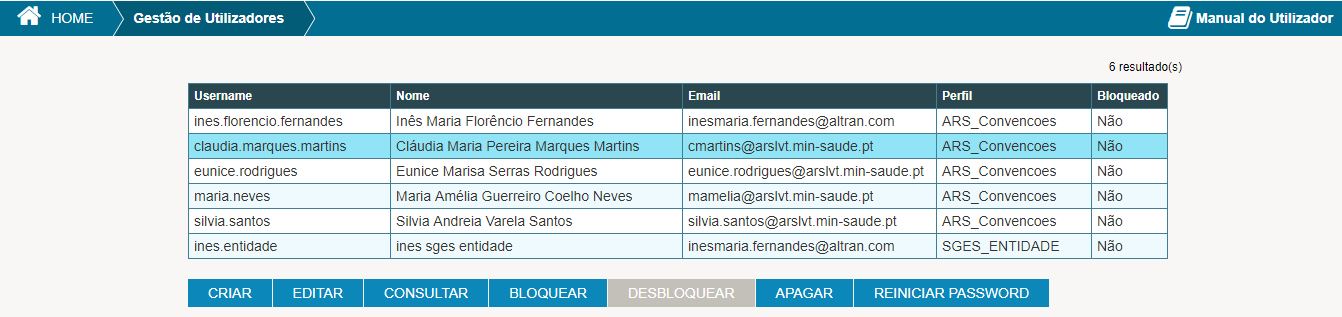 HOME Gestão de Utilizadores Manual do Utilizador
6 resultado(s)
Username Nome Email Perfil Bloqueado
ines.florencio.fernandes Inês Maria Florêncio Fernandes inesmaria.fernandes@altran.com ARS_Convencoes Não
claudia.marques.martins Cláudia Maria Pereira Marques Martins cmartins@arslvt.min-saude.pt ARS_Convencoes Não
eunice.rodrigues Eunice Marisa Serras Rodrigues eunice.rodrigues@arslvt.min-saude.pt ARS_Convencoes Não
maria.neves Maria Amélia Guerreiro Coelho Neves mamelia@arslvt.min-saude.pt ARS_Convencoes Não
silvia.santos Silvia Andreia Varela Santos silvia.santos@arslvt.min-saude.pt ARS_Convencoes Não
ines.entidade ines sges entidade inesmaria.fernandes@altran.com SGES_ENTIDADE Não
CRIAR EDITAR CONSULTAR BLOQUEAR DESBLOQUEAR APAGAR REINICIAR PASSWORD